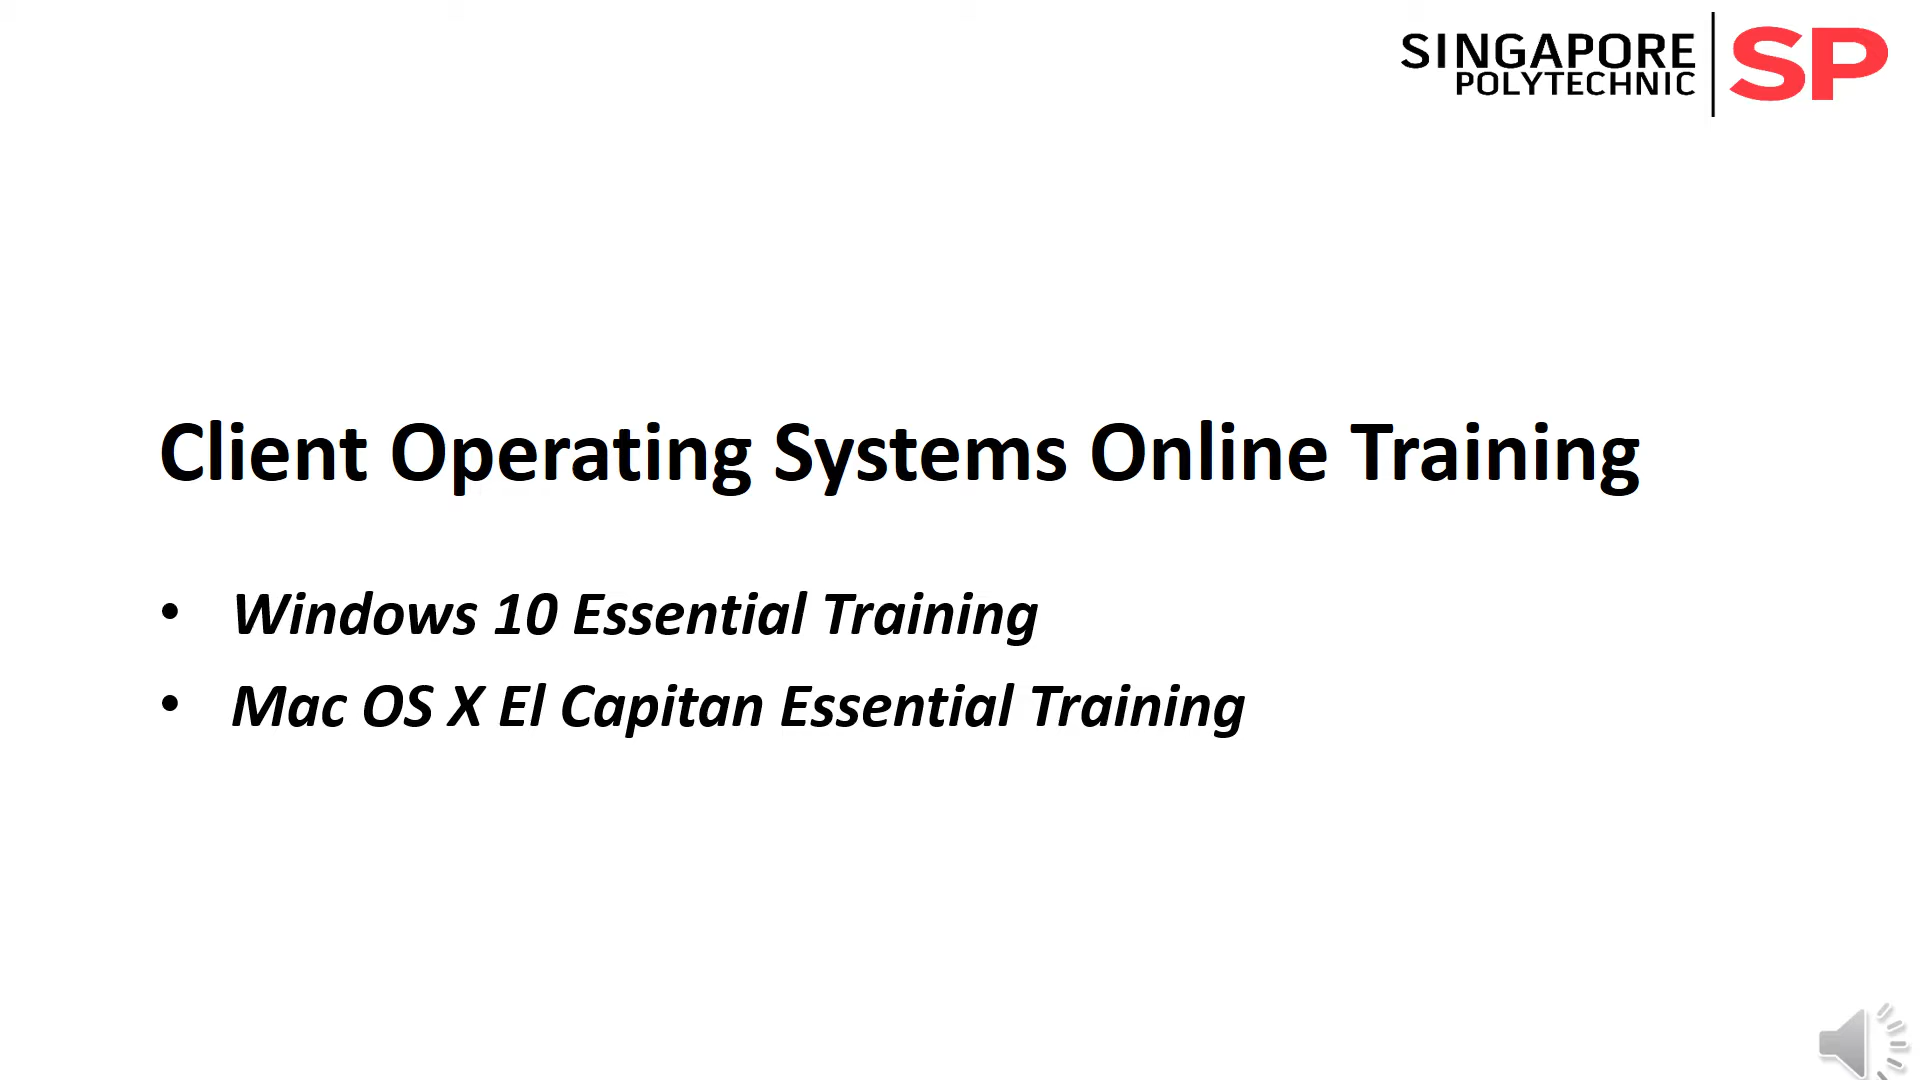 SINGAPORE
POLYTECHNIC
SP
Client Operating Systems Online Training
• Windows 10 Essential Training
• Mac OS X El Capitan Essential Training